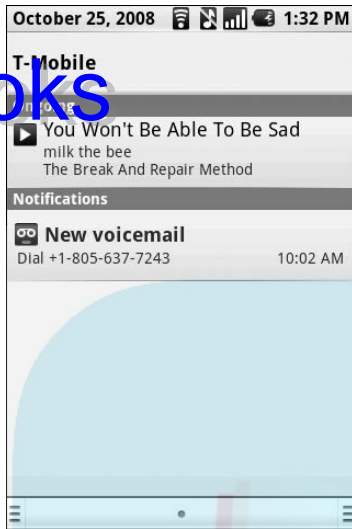 October 25, 2008 1:32 PM
T-Mobile
oks
Ongoing
You Won't Be Able To Be Sad
milk the bee
The Break And Repair Method
Notifications
New voicemail
Dial +1-805-637-7243 10:02 AM